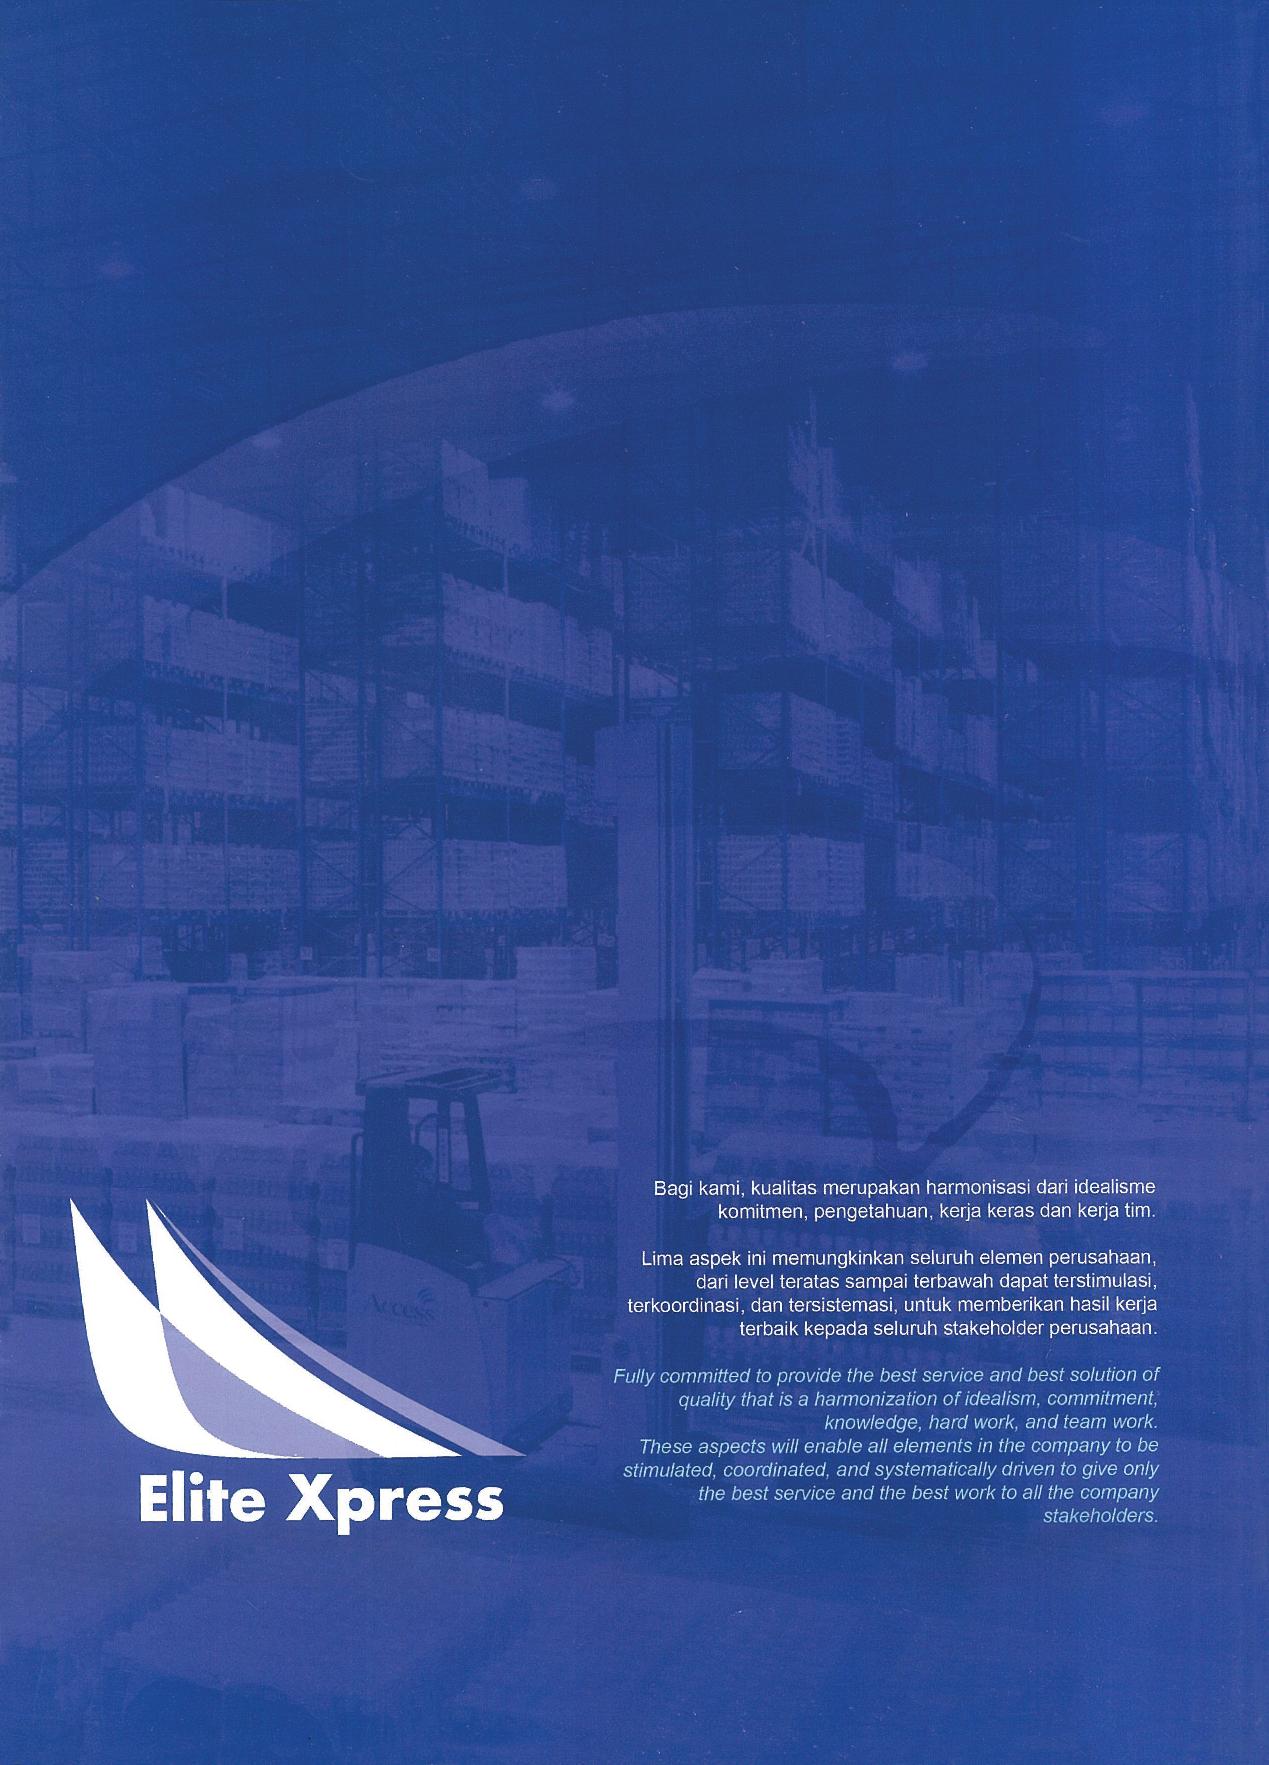 Bagi kami, kualitas merupakan harmonisasi dari idealisme
komitmen, pengetahuan, kerja keras dan kerja tim.
Lima aspek ini memungkinkan seluruh elemen perusahaan,
dari level teratas sampai terbawah dapat terstimulasi,
terkoordinasi, dan tersistemasi, untuk memberikan hasil kerja
terbaik kepada seluruh stakeholder perusahaan.
Fully committed to provide the best service and best solution of
quality that is a harmonization of idealism, commitment,
knowledge, hard work, and team work.
These aspects will enable all elements in the company to be
stimulated, coordinated, and systematically driven to give only
the best service and the best work to all the company
stakeholders.
Access
Elite Xpress